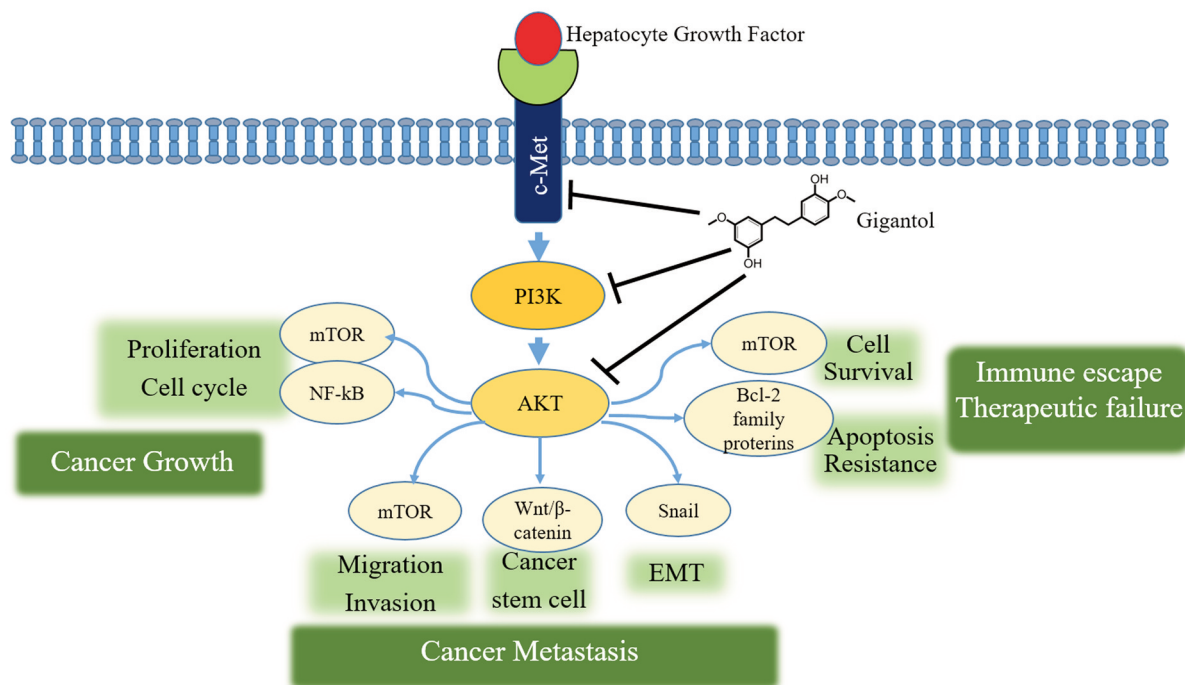 Hepatocyte Growth Factor
c-Met
OH
O
O
OH
Gigantol
PI3K
AKT
Proliferation
Cell cycle
mTOR
NF-kB
Cancer Growth
mTOR
Cell
Survival
Bcl-2
family
proterins
Apoptosis
Resistance
Immune escape
Therapeutic failure
mTOR
Migration
Invasion
Wnt/β-
catenin
Cancer
stem cell
Snail
EMT
Cancer Metastasis